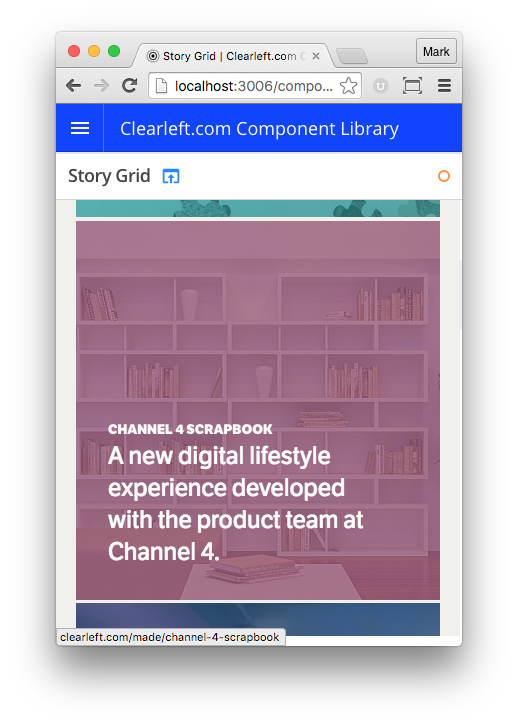 Story Grid | Clearleft.com C
Mark
localhost:3006/compo...
Clearleft.com Component Library
Story Grid
CHANNEL 4 SCRAPBOOK
A new digital lifestyle
experience developed
with the product team at
Channel 4.
clearleft.com/made/channel-4-scrapbook